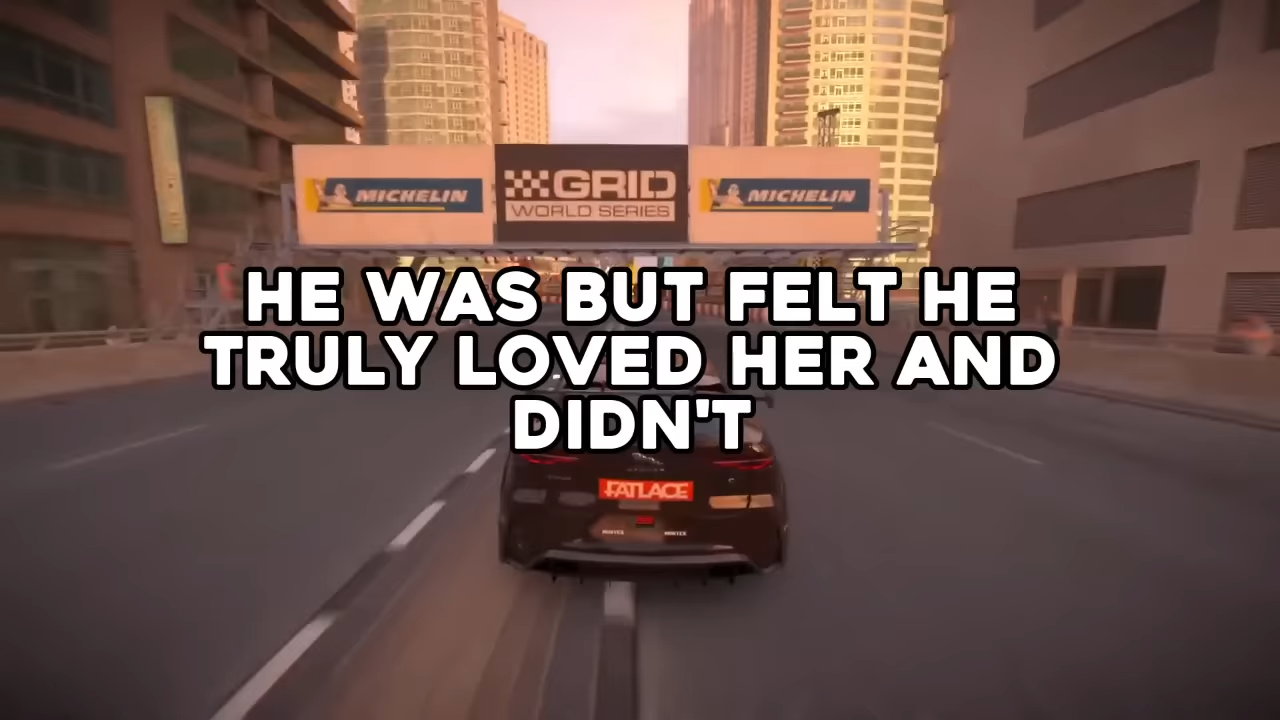 MICHELIN
GRID
WORLD SERIES
MICHELIN
HE WAS BUT FELT HE
TRULY LOVED HER AND
DIDN'T
FATLACE